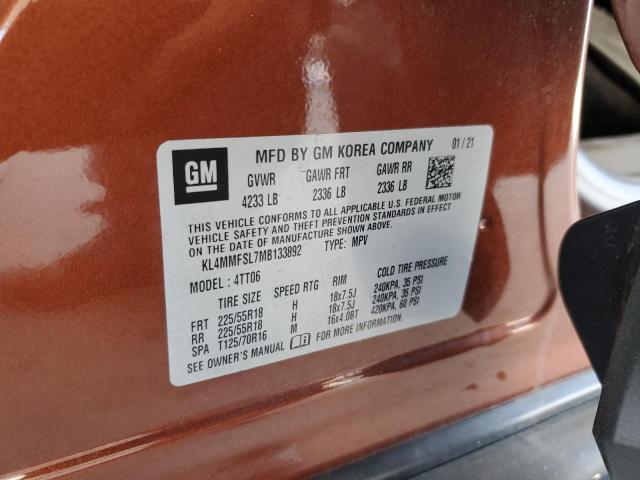 GM
MFD BY GM KOREA COMPANY 01/21
GVWR GAWR FRT GAWR RR
4233 LB 2336 LB 2336 LB
THIS VEHICLE CONFORMS TO ALL APPLICABLE U.S. FEDERAL MOTOR
VEHICLE SAFETY AND THEFT PREVENTION STANDARDS IN EFFECT
ON THE DATE OF MANUFACTURE SHOWN ABOVE.
KL4MMFSL7MB133892 TYPE: MPV
MODEL: 4TT06
TIRE SIZE SPEED RTG RIM COLD TIRE PRESSURE
FRT 225/55R18 H 18x7.5J 240KPA, 35 PSI
RR 225/55R18 H 18x7.5J 240KPA, 35 PSI
SPA T125/70R16 M 16x4.0BT 420KPA, 60 PSI
SEE OWNER'S MANUAL FOR MORE INFORMATION.